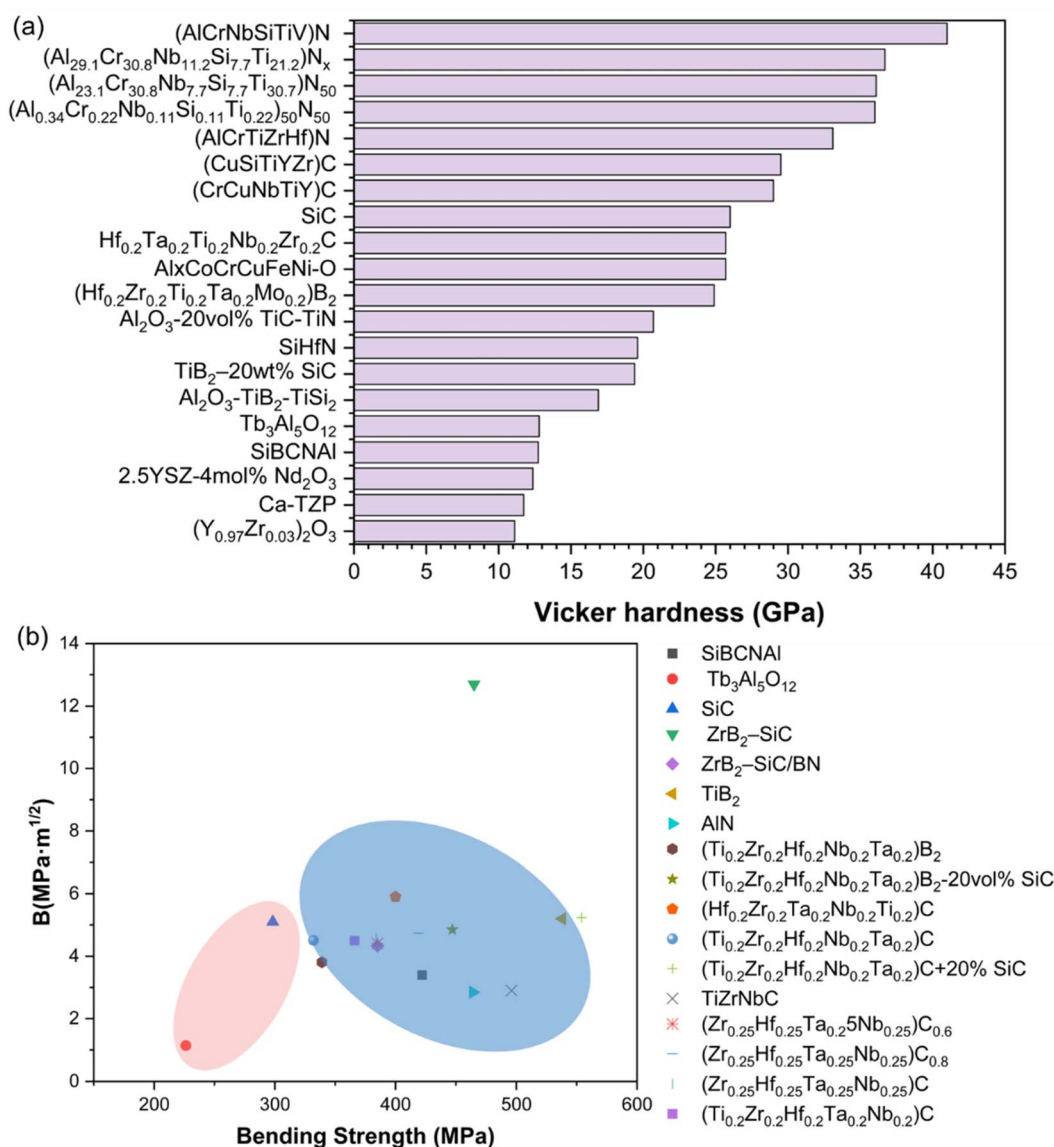 (a)
(AlCrNbSiTiV)N
(Al₂₉.₁Cr₃₀.₈Nb₁₁.₂Si₇.₇Ti₂₁.₂)Nₓ
(Al₂₃.₁Cr₃₀.₈Nb₇.₇Si₇.₇Ti₃₀.₇)N₅₀
(Al₀.₃₄Cr₀.₂₂Nb₀.₁₁Si₀.₁₁Ti₀.₂₂)₅₀N₅₀
(AlCrTiZrHf)N
(CuSiTiYZr)C
(CrCuNbTiY)C
SiC
Hf₀.₂Ta₀.₂Ti₀.₂Nb₀.₂Zr₀.₂C
AlxCoCrCuFeNi-O
(Hf₀.₂Zr₀.₂Ti₀.₂Ta₀.₂Mo₀.₂)B₂
Al₂O₃-20vol% TiC-TiN
SiHfN
TiB₂–20wt% SiC
Al₂O₃-TiB₂-TiSi₂
Tb₃Al₅O₁₂
SiBCNAl
2.5YSZ-4mol% Nd₂O₃
Ca-TZP
(Y₀.₉₇Zr₀.₀₃)₂O₃
0 5 10 15 20 25 30 35 40 45
Vicker hardness (GPa)
(b)
14
12
10
8
6
4
2
0
B(MPa·m¹/²)
200 300 400 500 600
Bending Strength (MPa)
SiBCNAl
Tb₃Al₅O₁₂
SiC
ZrB₂–SiC
ZrB₂–SiC/BN
TiB₂
AlN
(Ti₀.₂Zr₀.₂Hf₀.₂Nb₀.₂Ta₀.₂)B₂
(Ti₀.₂Zr₀.₂Hf₀.₂Nb₀.₂Ta₀.₂)B₂-20vol% SiC
(Hf₀.₂Zr₀.₂Ta₀.₂Nb₀.₂Ti₀.₂)C
(Ti₀.₂Zr₀.₂Hf₀.₂Nb₀.₂Ta₀.₂)C
(Ti₀.₂Zr₀.₂Hf₀.₂Nb₀.₂Ta₀.₂)C+20% SiC
TiZrNbC
(Zr₀.₂₅Hf₀.₂₅Ta₀.₂5Nb₀.₂₅)C₀.₆
(Zr₀.₂₅Hf₀.₂₅Ta₀.₂₅Nb₀.₂₅)C₀.₈
(Zr₀.₂₅Hf₀.₂₅Ta₀.₂₅Nb₀.₂₅)C
(Ti₀.₂Zr₀.₂Hf₀.₂Ta₀.₂Nb₀.₂)C